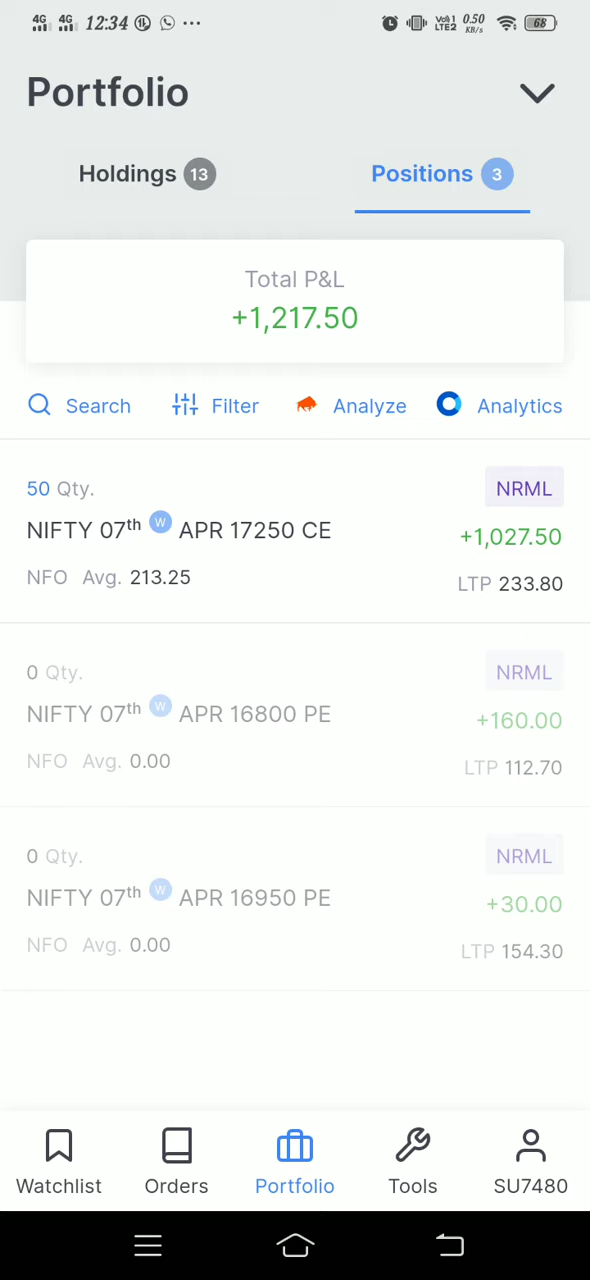 4G 4G 12:34 ... Vo1 1 LTE2 0.50 KB/s 68
Portfolio
Holdings 13 Positions 3
Total P&L
+1,217.50
Search Filter Analyze Analytics
50 Qty. NRML
NIFTY 07th W APR 17250 CE +1,027.50
NFO Avg. 213.25 LTP 233.80
0 Qty. NRML
NIFTY 07th W APR 16800 PE +160.00
NFO Avg. 0.00 LTP 112.70
0 Qty. NRML
NIFTY 07th W APR 16950 PE +30.00
NFO Avg. 0.00 LTP 154.30
Watchlist Orders Portfolio Tools SU7480